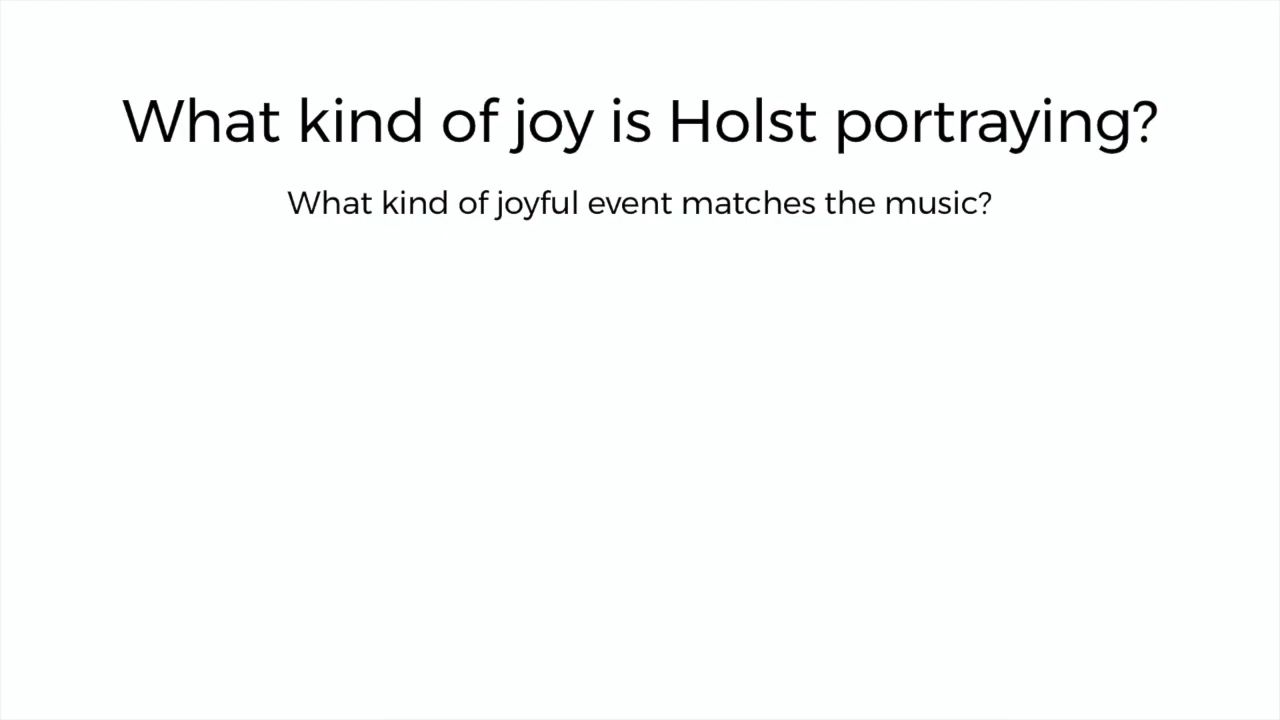 What kind of joy is Holst portraying?
What kind of joyful event matches the music?